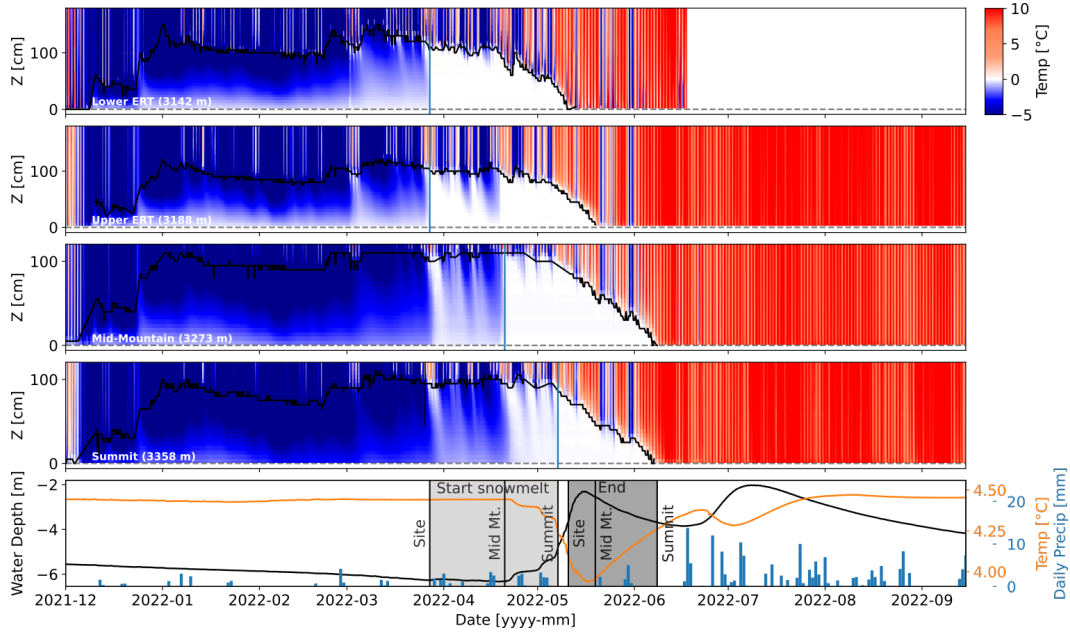 Z [cm]
100
0
Lower ERT (3142 m)
10
5
0
−5
Temp [°C]
Z [cm]
100
0
Upper ERT (3188 m)
Z [cm]
100
0
Mid-Mountain (3273 m)
Z [cm]
100
0
Summit (3358 m)
Water Depth [m]
−2
−4
−6
Start snowmelt
End
Site
Mid Mt.
Summit
Site
Mid Mt.
Summit
4.50
4.25
4.00
Temp [°C]
- 20
- 10
- 0
Daily Precip [mm]
2021-12 2022-01 2022-02 2022-03 2022-04 2022-05 2022-06 2022-07 2022-08 2022-09
Date [yyyy-mm]